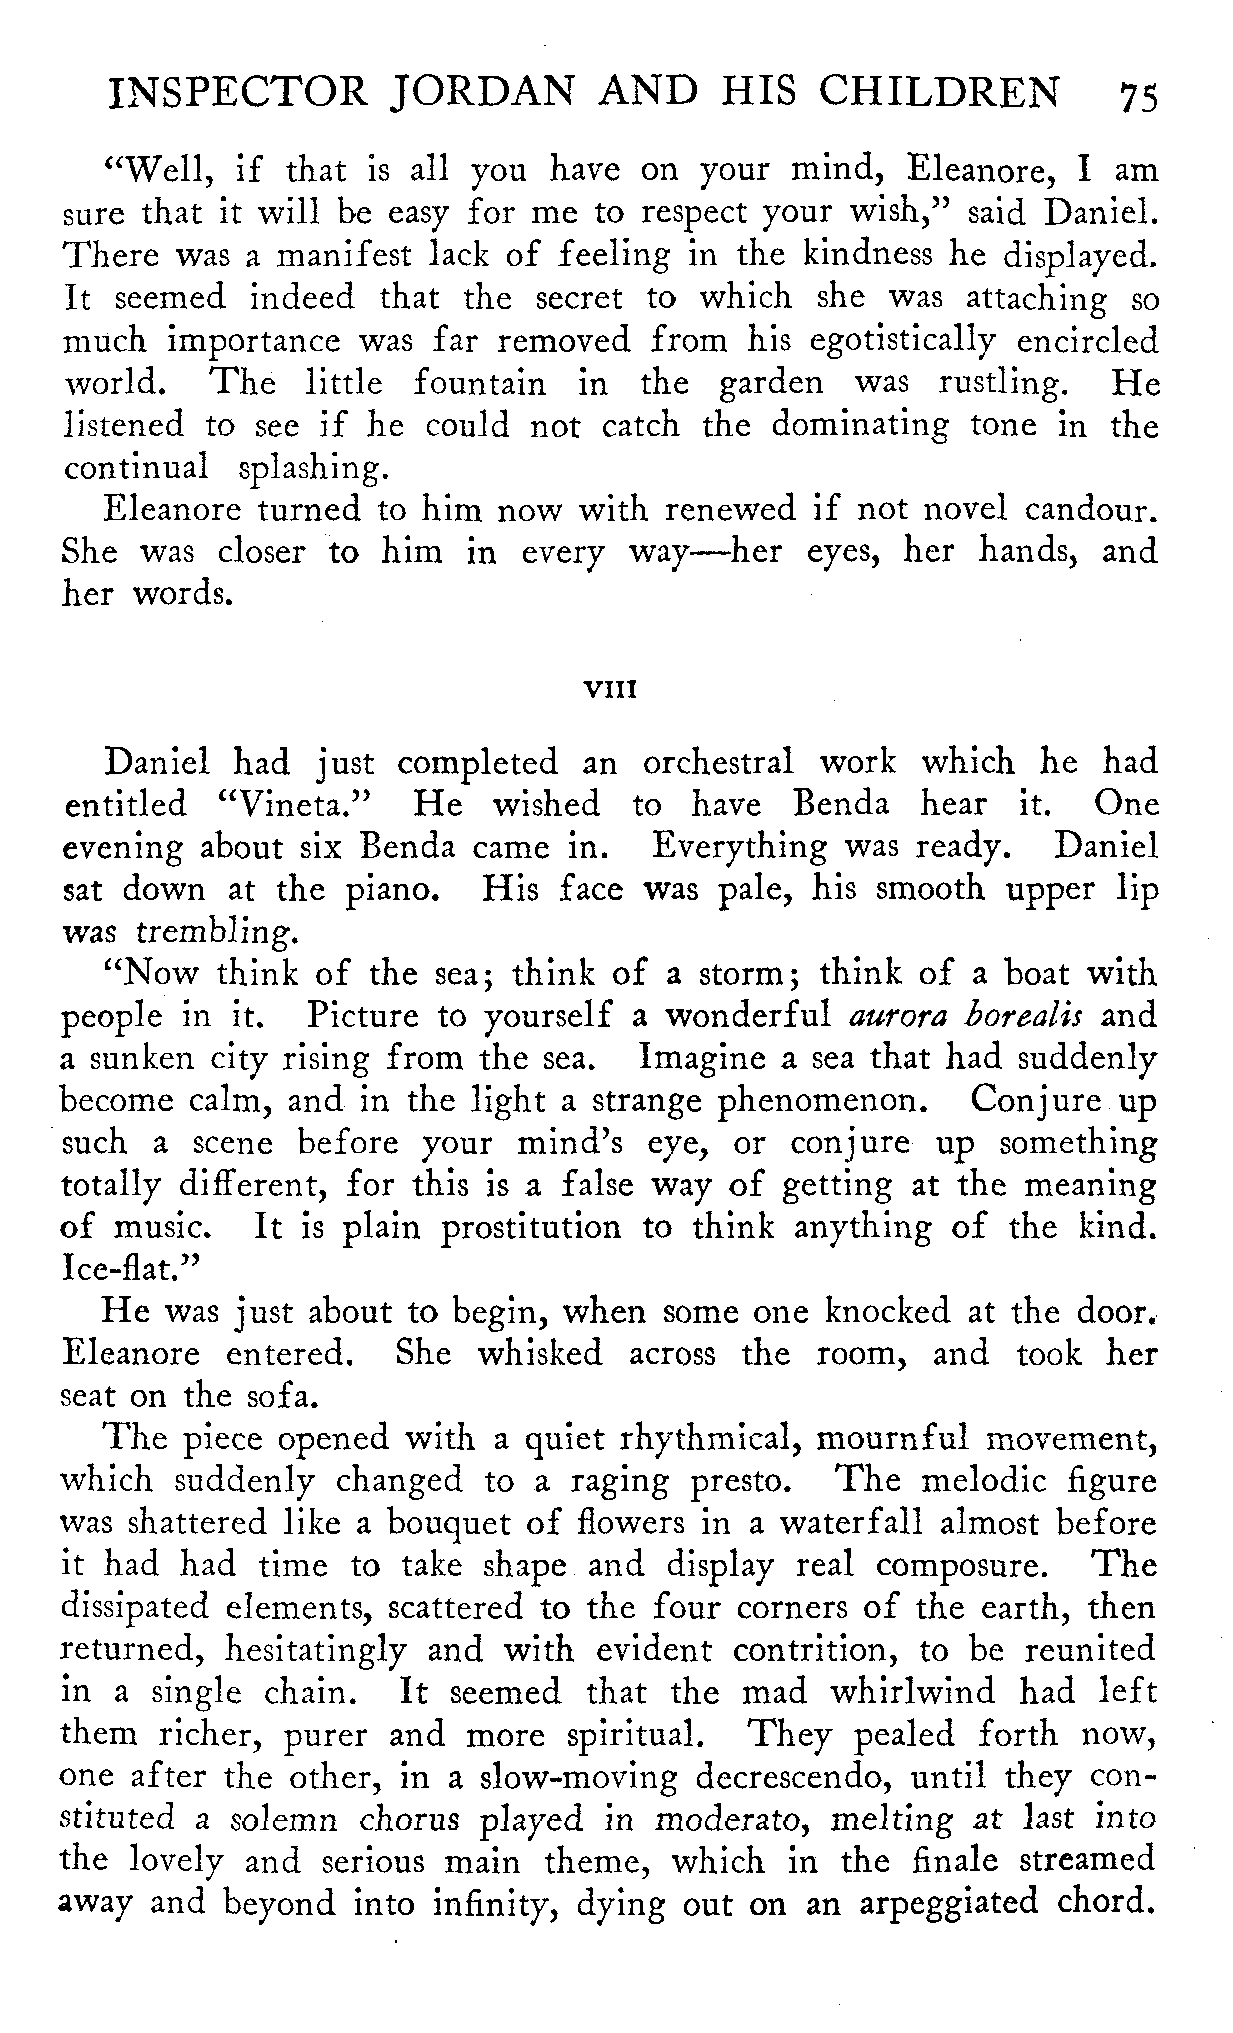 INSPECTOR JORDAN AND HIS CHILDREN 75
“Well, if that is all you have on your mind, Eleanore, I am
sure that it will be easy for me to respect your wish,” said Daniel.
There was a manifest lack of feeling in the kindness he displayed.
It seemed indeed that the secret to which she was attaching so
much importance was far removed from his egotistically encircled
world. The little fountain in the garden was rustling. He
listened to see if he could not catch the dominating tone in the
continual splashing.
Eleanore turned to him now with renewed if not novel candour.
She was closer to him in every way—her eyes, her hands, and
her words.
VIII
Daniel had just completed an orchestral work which he had
entitled “Vineta.” He wished to have Benda hear it. One
evening about six Benda came in. Everything was ready. Daniel
sat down at the piano. His face was pale, his smooth upper lip
was trembling.
“Now think of the sea; think of a storm; think of a boat with
people in it. Picture to yourself a wonderful aurora borealis and
a sunken city rising from the sea. Imagine a sea that had suddenly
become calm, and in the light a strange phenomenon. Conjure up
such a scene before your mind’s eye, or conjure up something
totally different, for this is a false way of getting at the meaning
of music. It is plain prostitution to think anything of the kind.
Ice-flat.”
He was just about to begin, when some one knocked at the door.
Eleanore entered. She whisked across the room, and took her
seat on the sofa.
The piece opened with a quiet rhythmical, mournful movement,
which suddenly changed to a raging presto. The melodic figure
was shattered like a bouquet of flowers in a waterfall almost before
it had had time to take shape and display real composure. The
dissipated elements, scattered to the four corners of the earth, then
returned, hesitatingly and with evident contrition, to be reunited
in a single chain. It seemed that the mad whirlwind had left
them richer, purer and more spiritual. They pealed forth now,
one after the other, in a slow-moving decrescendo, until they con-
stituted a solemn chorus played in moderato, melting at last into
the lovely and serious main theme, which in the finale streamed
away and beyond into infinity, dying out on an arpeggiated chord.